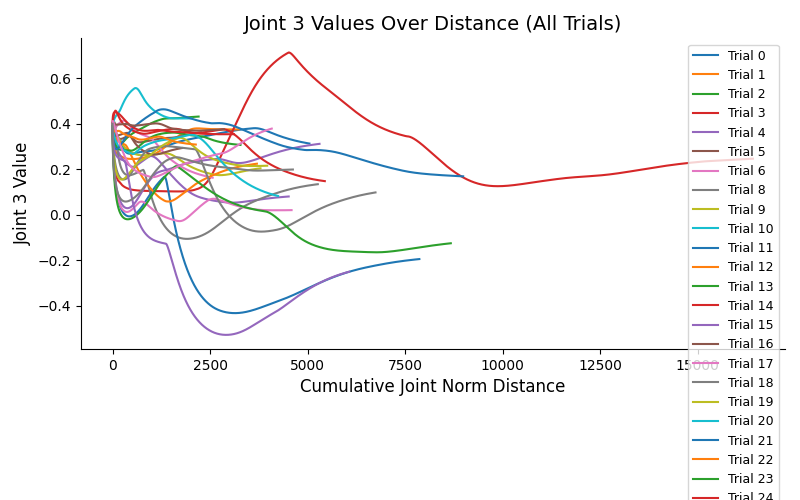 Joint 3 Values Over Distance (All Trials)
Joint 3 Value
0.6
0.4
0.2
0.0
−0.2
−0.4
0
2500
5000
7500
10000
12500
15000
Cumulative Joint Norm Distance
Trial 0
Trial 1
Trial 2
Trial 3
Trial 4
Trial 5
Trial 6
Trial 8
Trial 9
Trial 10
Trial 11
Trial 12
Trial 13
Trial 14
Trial 15
Trial 16
Trial 17
Trial 18
Trial 19
Trial 20
Trial 21
Trial 22
Trial 23
Trial 24